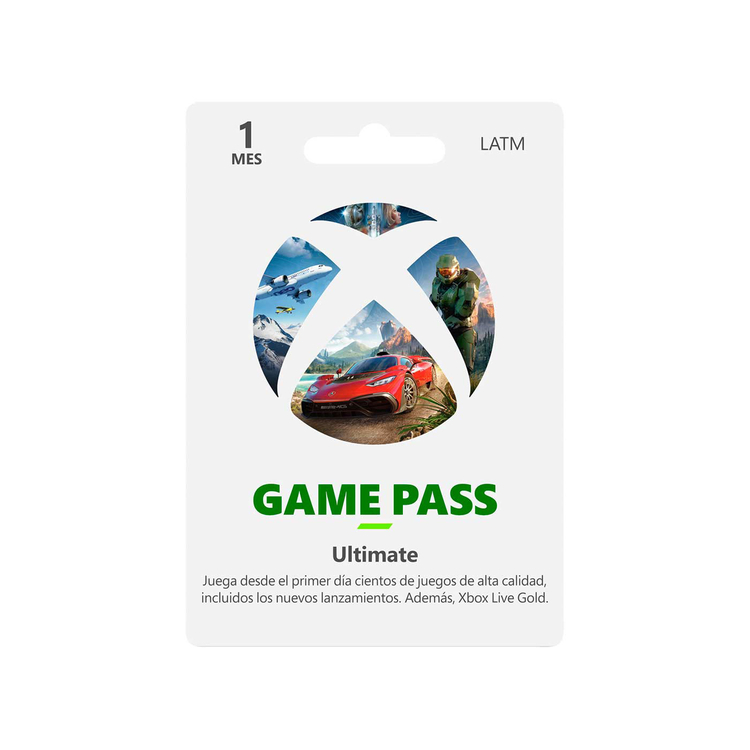 1
MES
LATM
GAME PASS
Ultimate
Juega desde el primer día cientos de juegos de alta calidad,
incluidos los nuevos lanzamientos. Además, Xbox Live Gold.